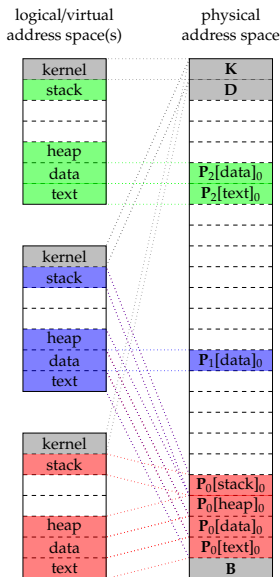 logical/virtual
address space(s)
kernel
stack
heap
data
text
kernel
stack
heap
data
text
kernel
stack
heap
data
text
physical
address space
K
D
P₂[data]₀
P₂[text]₀
P₁[data]₀
P₀[stack]₀
P₀[heap]₀
P₀[data]₀
P₀[text]₀
B